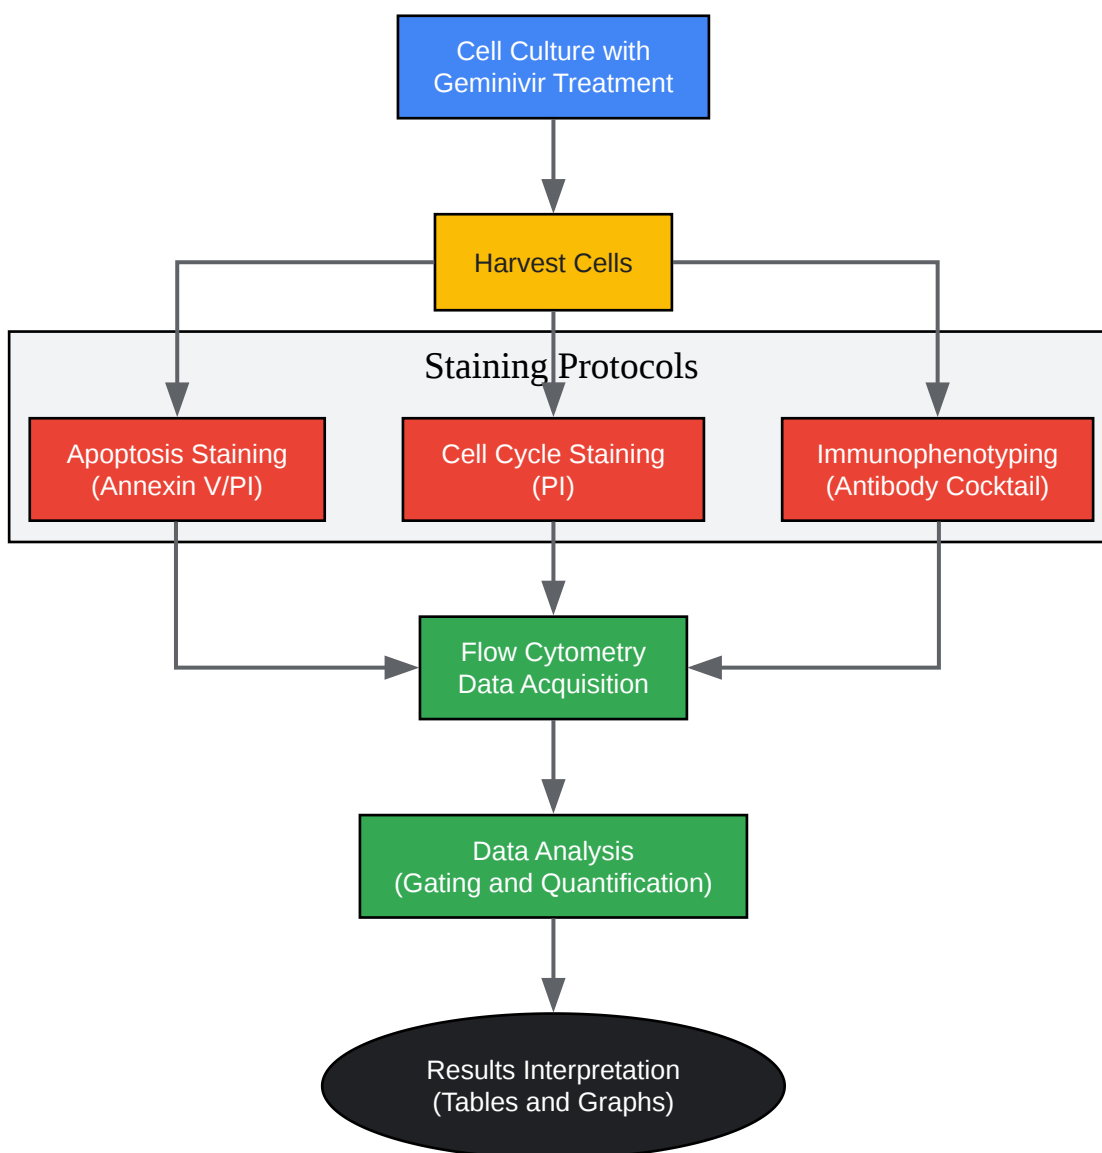 Cell Culture with
Geminivir Treatment
Harvest Cells
Staining Protocols
Apoptosis Staining
(Annexin V/PI)
Cell Cycle Staining
(PI)
Immunophenotyping
(Antibody Cocktail)
Flow Cytometry
Data Acquisition
Data Analysis
(Gating and Quantification)
Results Interpretation
(Tables and Graphs)